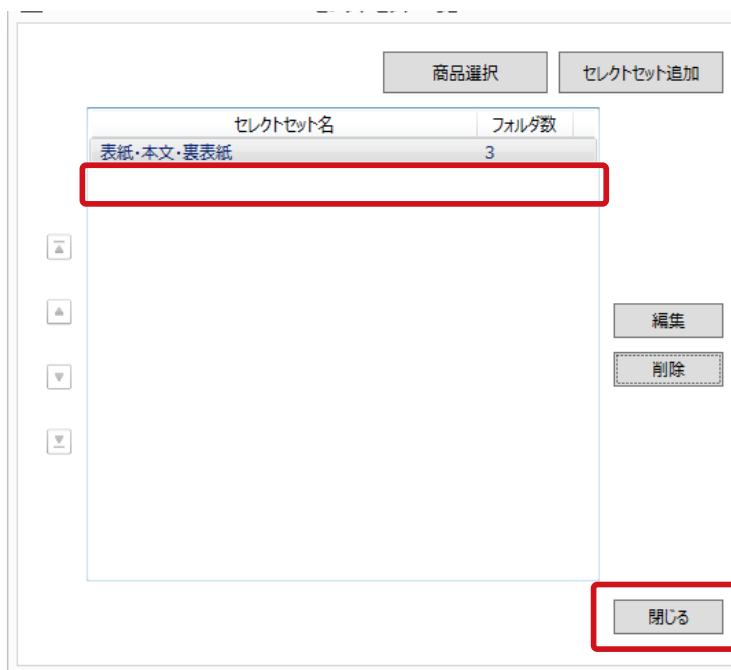 商品選択 セレクトセット追加
セレクトセット名 フォルダ数
表紙・本文・裏表紙 3
編集
削除
閉じる